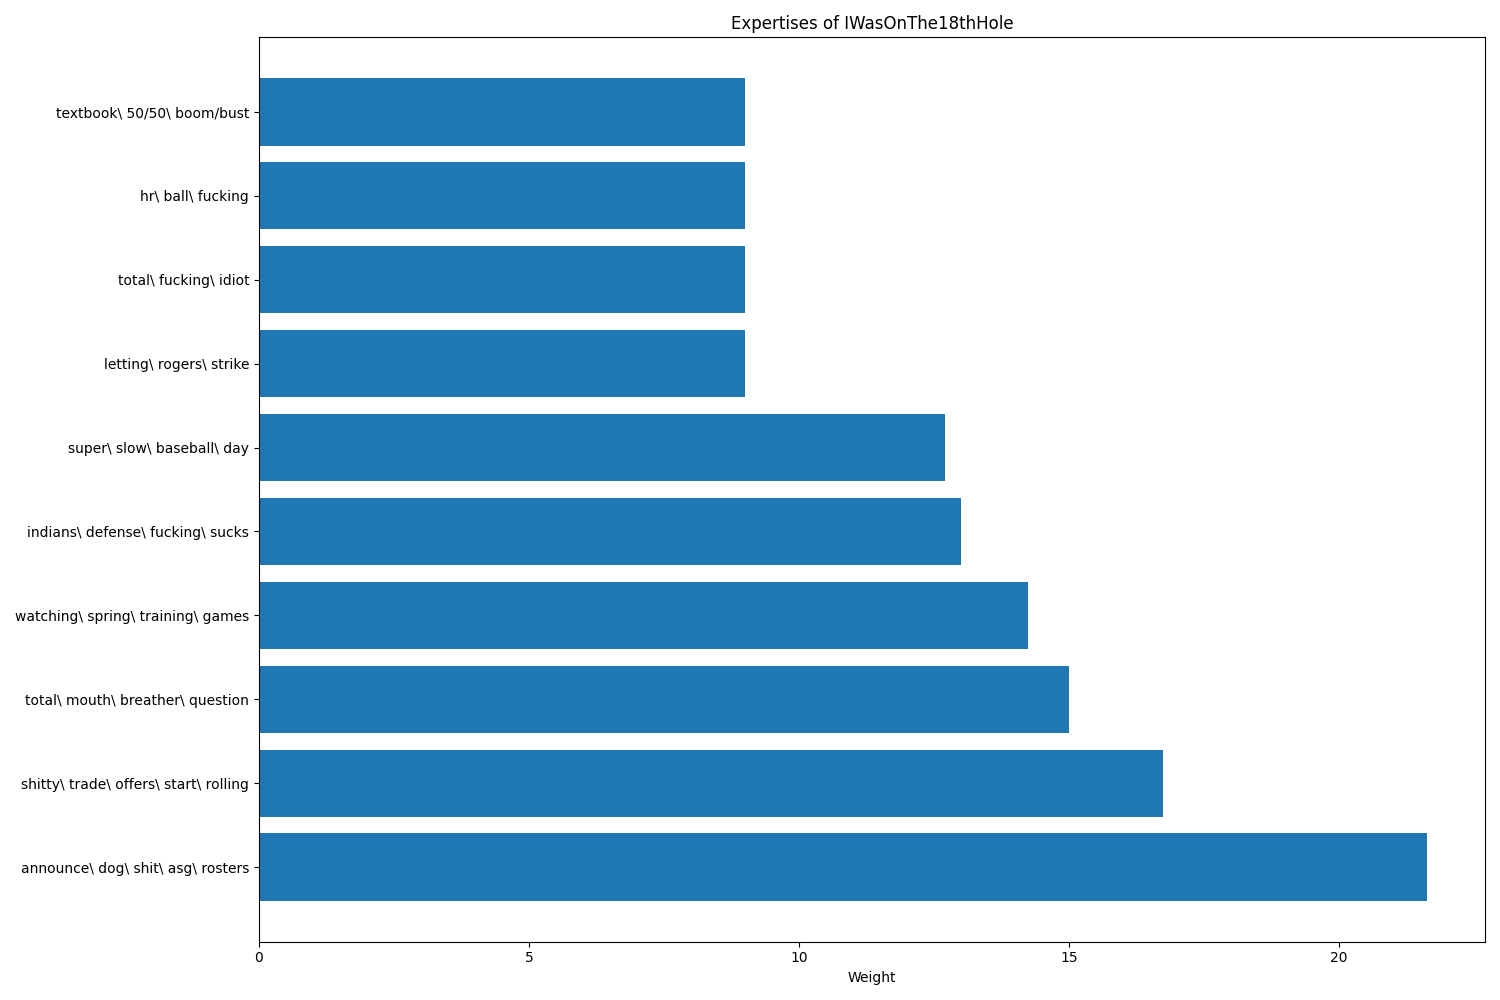 Expertises of IWasOnThe18thHole
textbook\ 50/50\ boom/bust
hr\ ball\ fucking
total\ fucking\ idiot
letting\ rogers\ strike
super\ slow\ baseball\ day
indians\ defense\ fucking\ sucks
watching\ spring\ training\ games
total\ mouth\ breather\ question
shitty\ trade\ offers\ start\ rolling
announce\ dog\ shit\ asg\ rosters
0 5 10 15 20
Weight